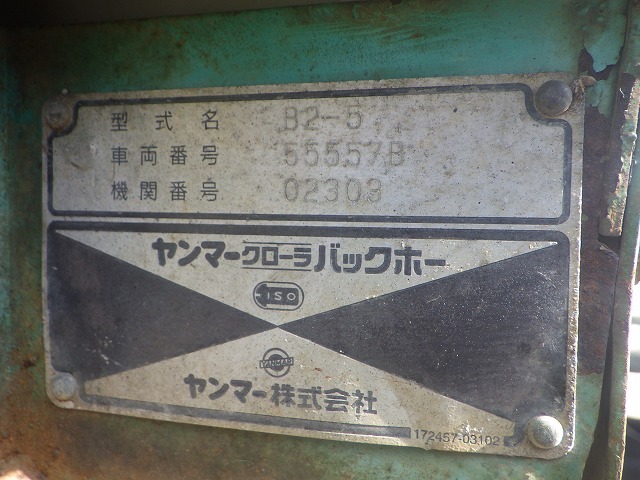 型式名 B2-5
車両番号 55557B
機関番号 02303
ヤンマークローラバックホー
ISO
YANMAR
ヤンマー株式会社
172457-03102